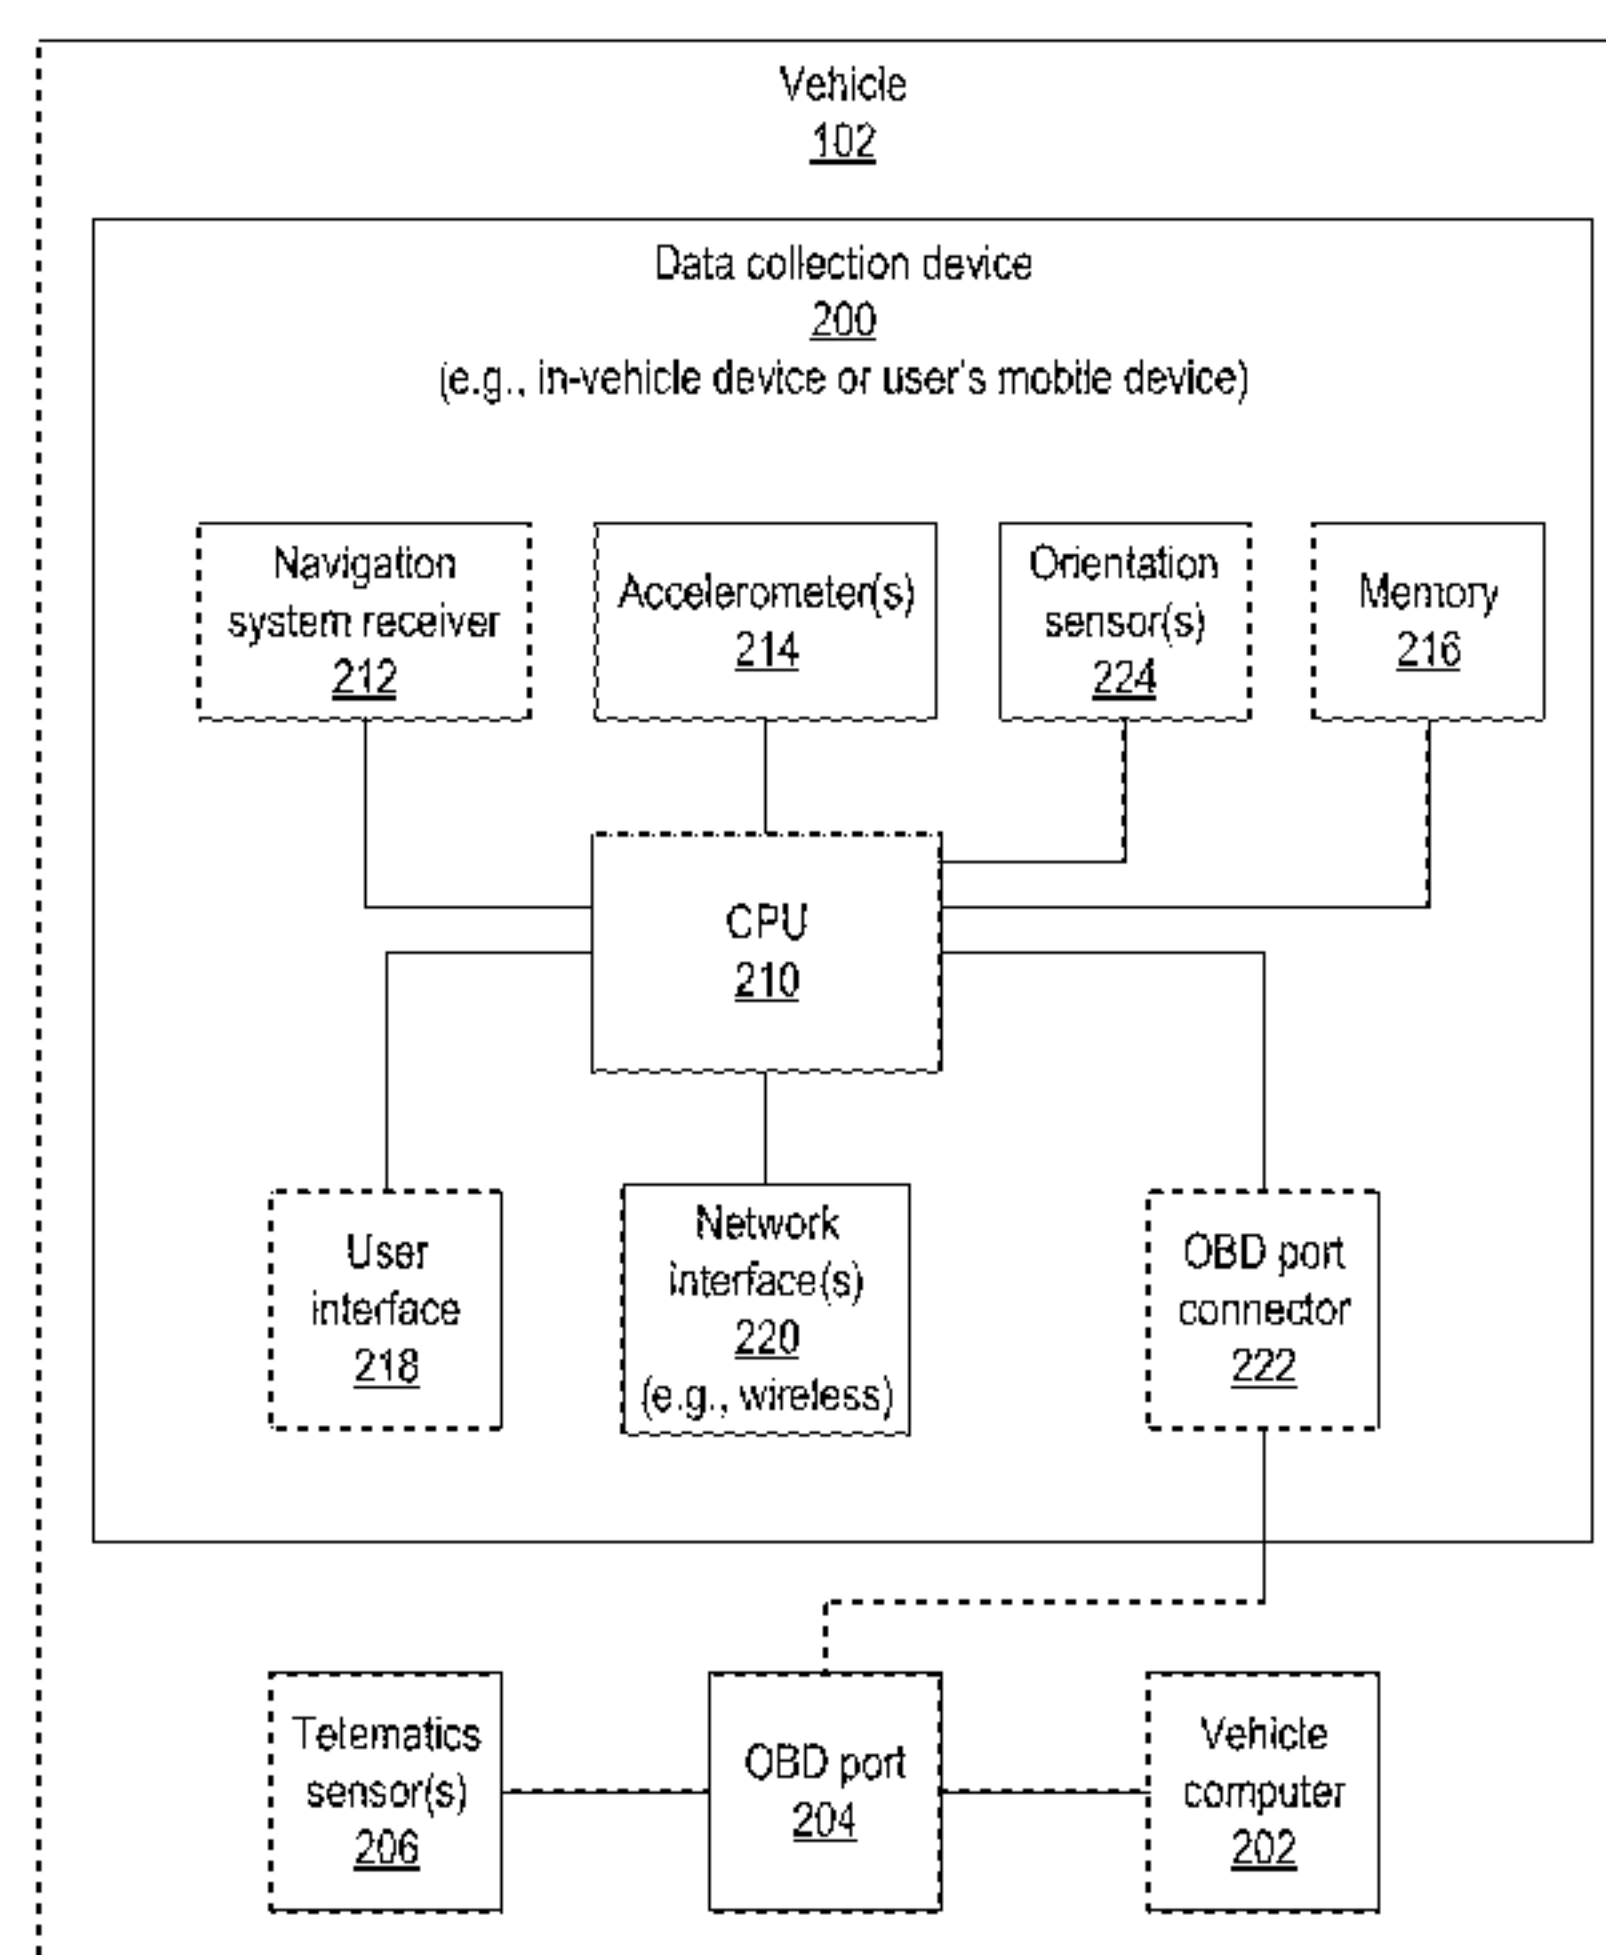 Vehicle
102
Data collection device
200
(e.g., in-vehicle device or user's mobile device)
Navigation
system receiver
212
Accelerometer(s)
214
Orientation
sensor(s)
224
Memory
216
CPU
210
User
interface
218
Network
interface(s)
220
(e.g., wireless)
OBD port
connector
222
Telematics
sensor(s)
206
OBD port
204
Vehicle
computer
202